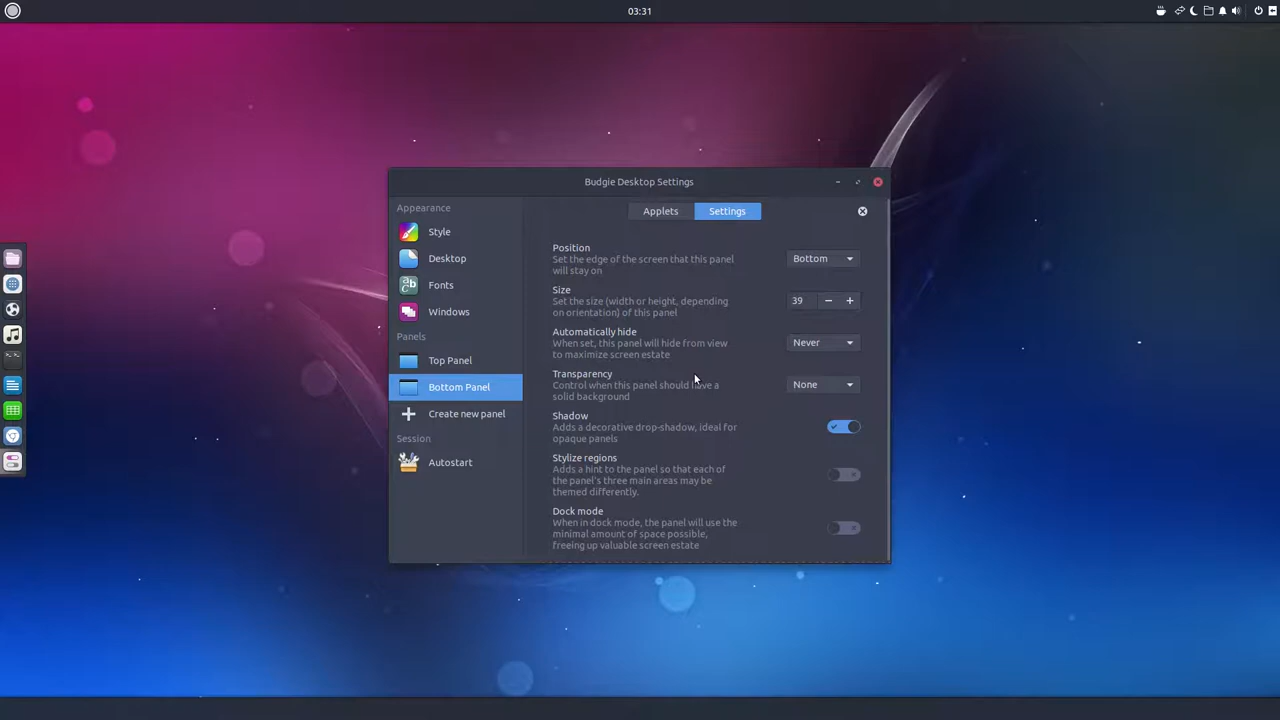 03:31
Budgie Desktop Settings
Appearance
Style
Desktop
Fonts
Windows
Panels
Top Panel
Bottom Panel
Create new panel
Session
Autostart
Applets
Settings
Position
Set the edge of the screen that this panel
will stay on
Bottom
Size
Set the size (width or height, depending
on orientation) of this panel
39
Automatically hide
When set, this panel will hide from view
to maximize screen estate
Never
Transparency
Control when this panel should have a
solid background
None
Shadow
Adds a decorative drop-shadow, ideal for
opaque panels
Stylize regions
Adds a hint to the panel so that each of
the panel's three main areas may be
themed differently.
Dock mode
When in dock mode, the panel will use the
minimal amount of space possible,
freeing up valuable screen estate